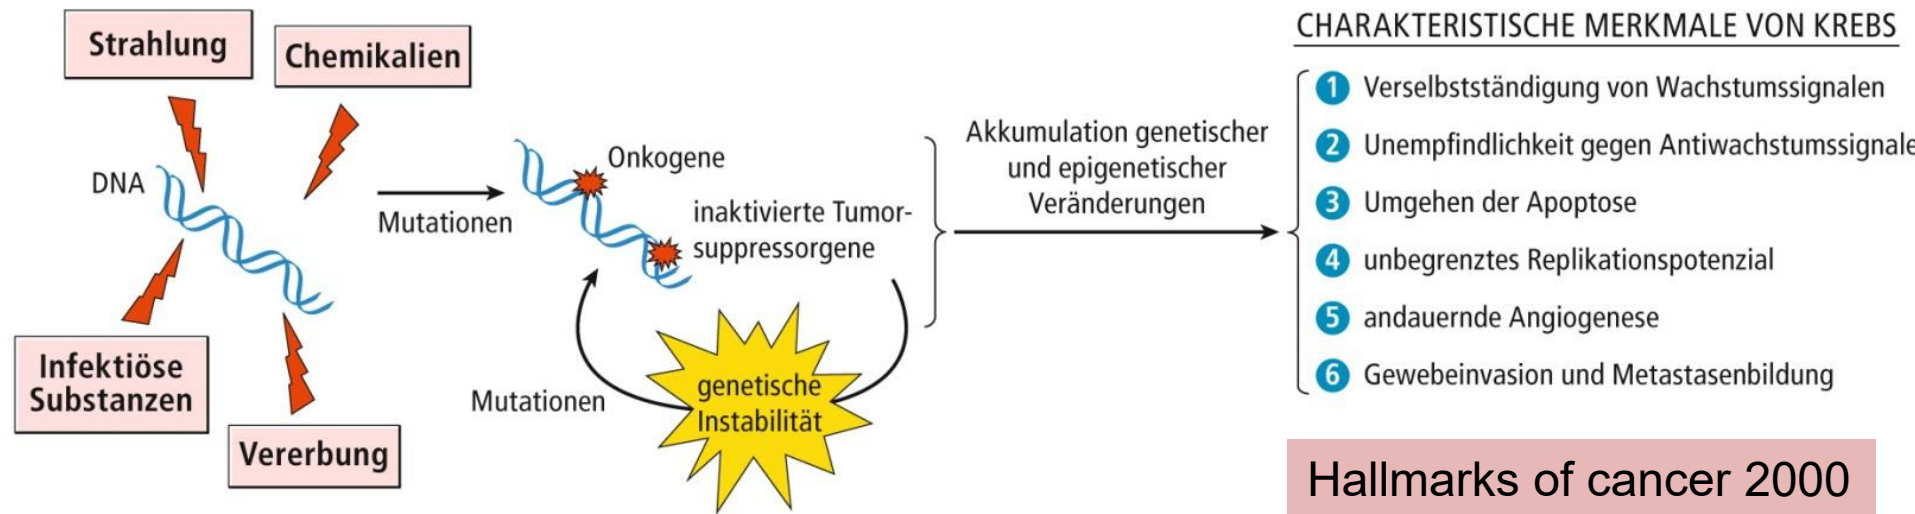 Strahlung
Chemikalien
DNA
Infektiöse
Substanzen
Vererbung
Mutationen
Onkogene
inaktivierte Tumor-
suppressorgene
Mutationen
genetische
Instabilität
Akkumulation genetischer
und epigenetischer
Veränderungen
CHARAKTERISTISCHE MERKMALE VON KREBS
1 Verselbstständigung von Wachstumssignalen
2 Unempfindlichkeit gegen Antiwachstumssignale
3 Umgehen der Apoptose
4 unbegrenztes Replikationspotenzial
5 andauernde Angiogenese
6 Gewebeinvasion und Metastasenbildung
Hallmarks of cancer 2000